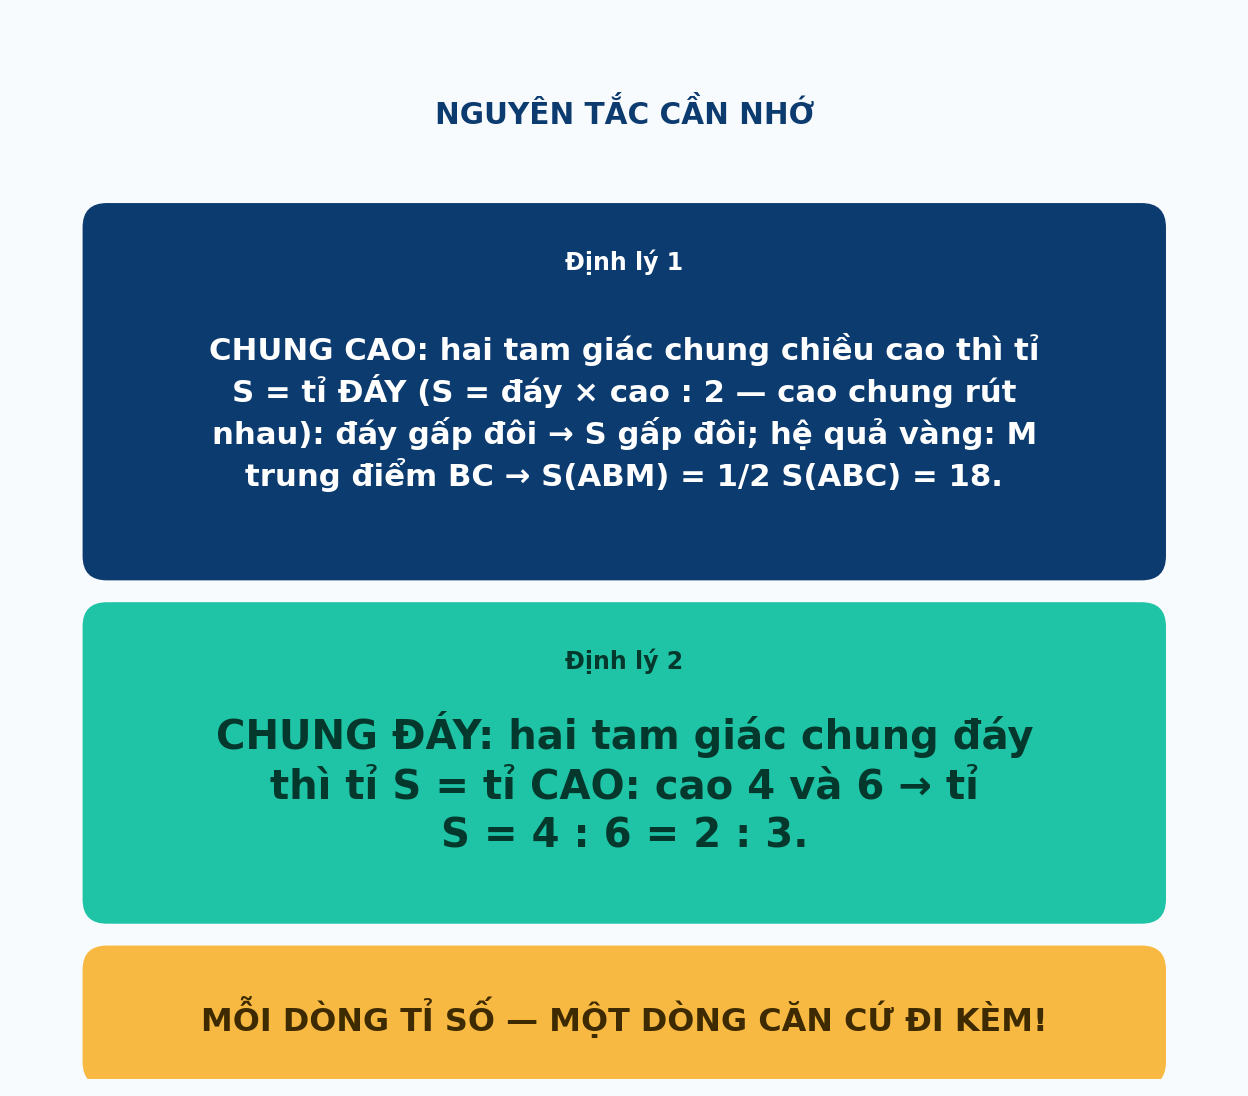 NGUYÊN TẮC CẦN NHỚ
Định lý 1
CHUNG CAO: hai tam giác chung chiều cao thì tỉ
S = tỉ ĐÁY (S = đáy × cao : 2 — cao chung rút
nhau): đáy gấp đôi → S gấp đôi; hệ quả vàng: M
trung điểm BC → S(ABM) = 1/2 S(ABC) = 18.
Định lý 2
CHUNG ĐÁY: hai tam giác chung đáy
thì tỉ S = tỉ CAO: cao 4 và 6 → tỉ
S = 4 : 6 = 2 : 3.
MỖI DÒNG TỈ SỐ — MỘT DÒNG CĂN CỨ ĐI KÈM!